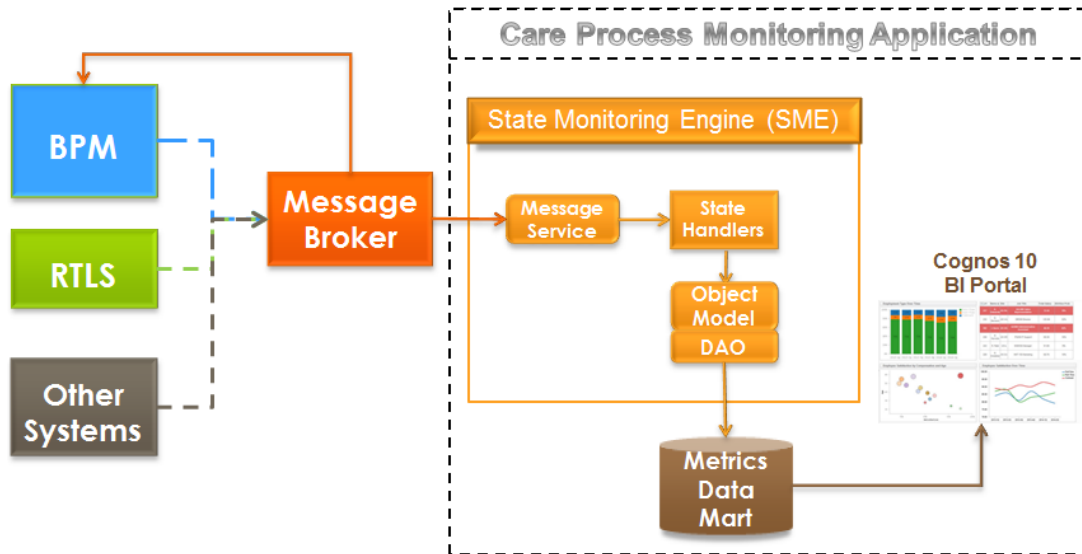 Care Process Monitoring Application
State Monitoring Engine (SME)
BPM
Message
Broker
RTLS
Other
Systems
Message
Service
State
Handlers
Object
Model
DAO
Metrics
Data
Mart
Cognos 10
BI Portal